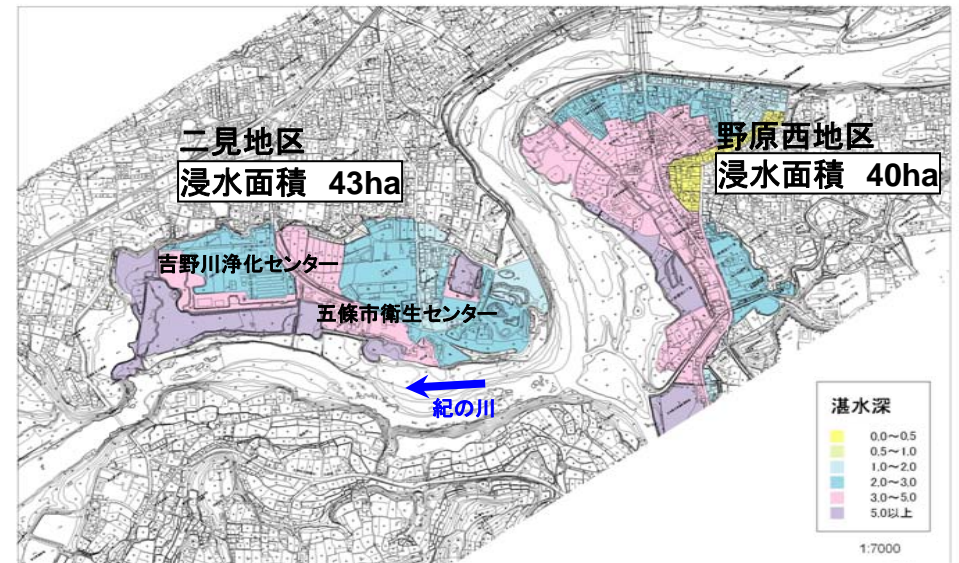 二見地区
浸水面積 43ha
野原西地区
浸水面積 40ha
吉野川浄化センター
五條市衛生センター
紀の川
湛水深
0.0~0.5
0.5~1.0
1.0~2.0
2.0~3.0
3.0~5.0
5.0以上
1:7000